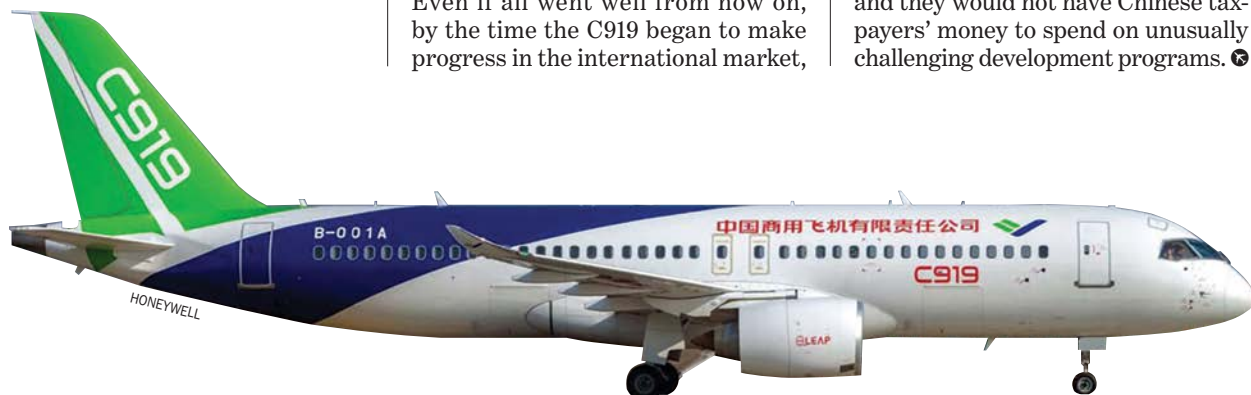 Even if all went well from now on,
by the time the C919 began to make
progress in the international market,
and they would not have Chinese tax-
payers' money to spend on unusually
challenging development programs.
C919
B-001A
中国商用飞机有限责任公司
C919
LEAP
HONEYWELL